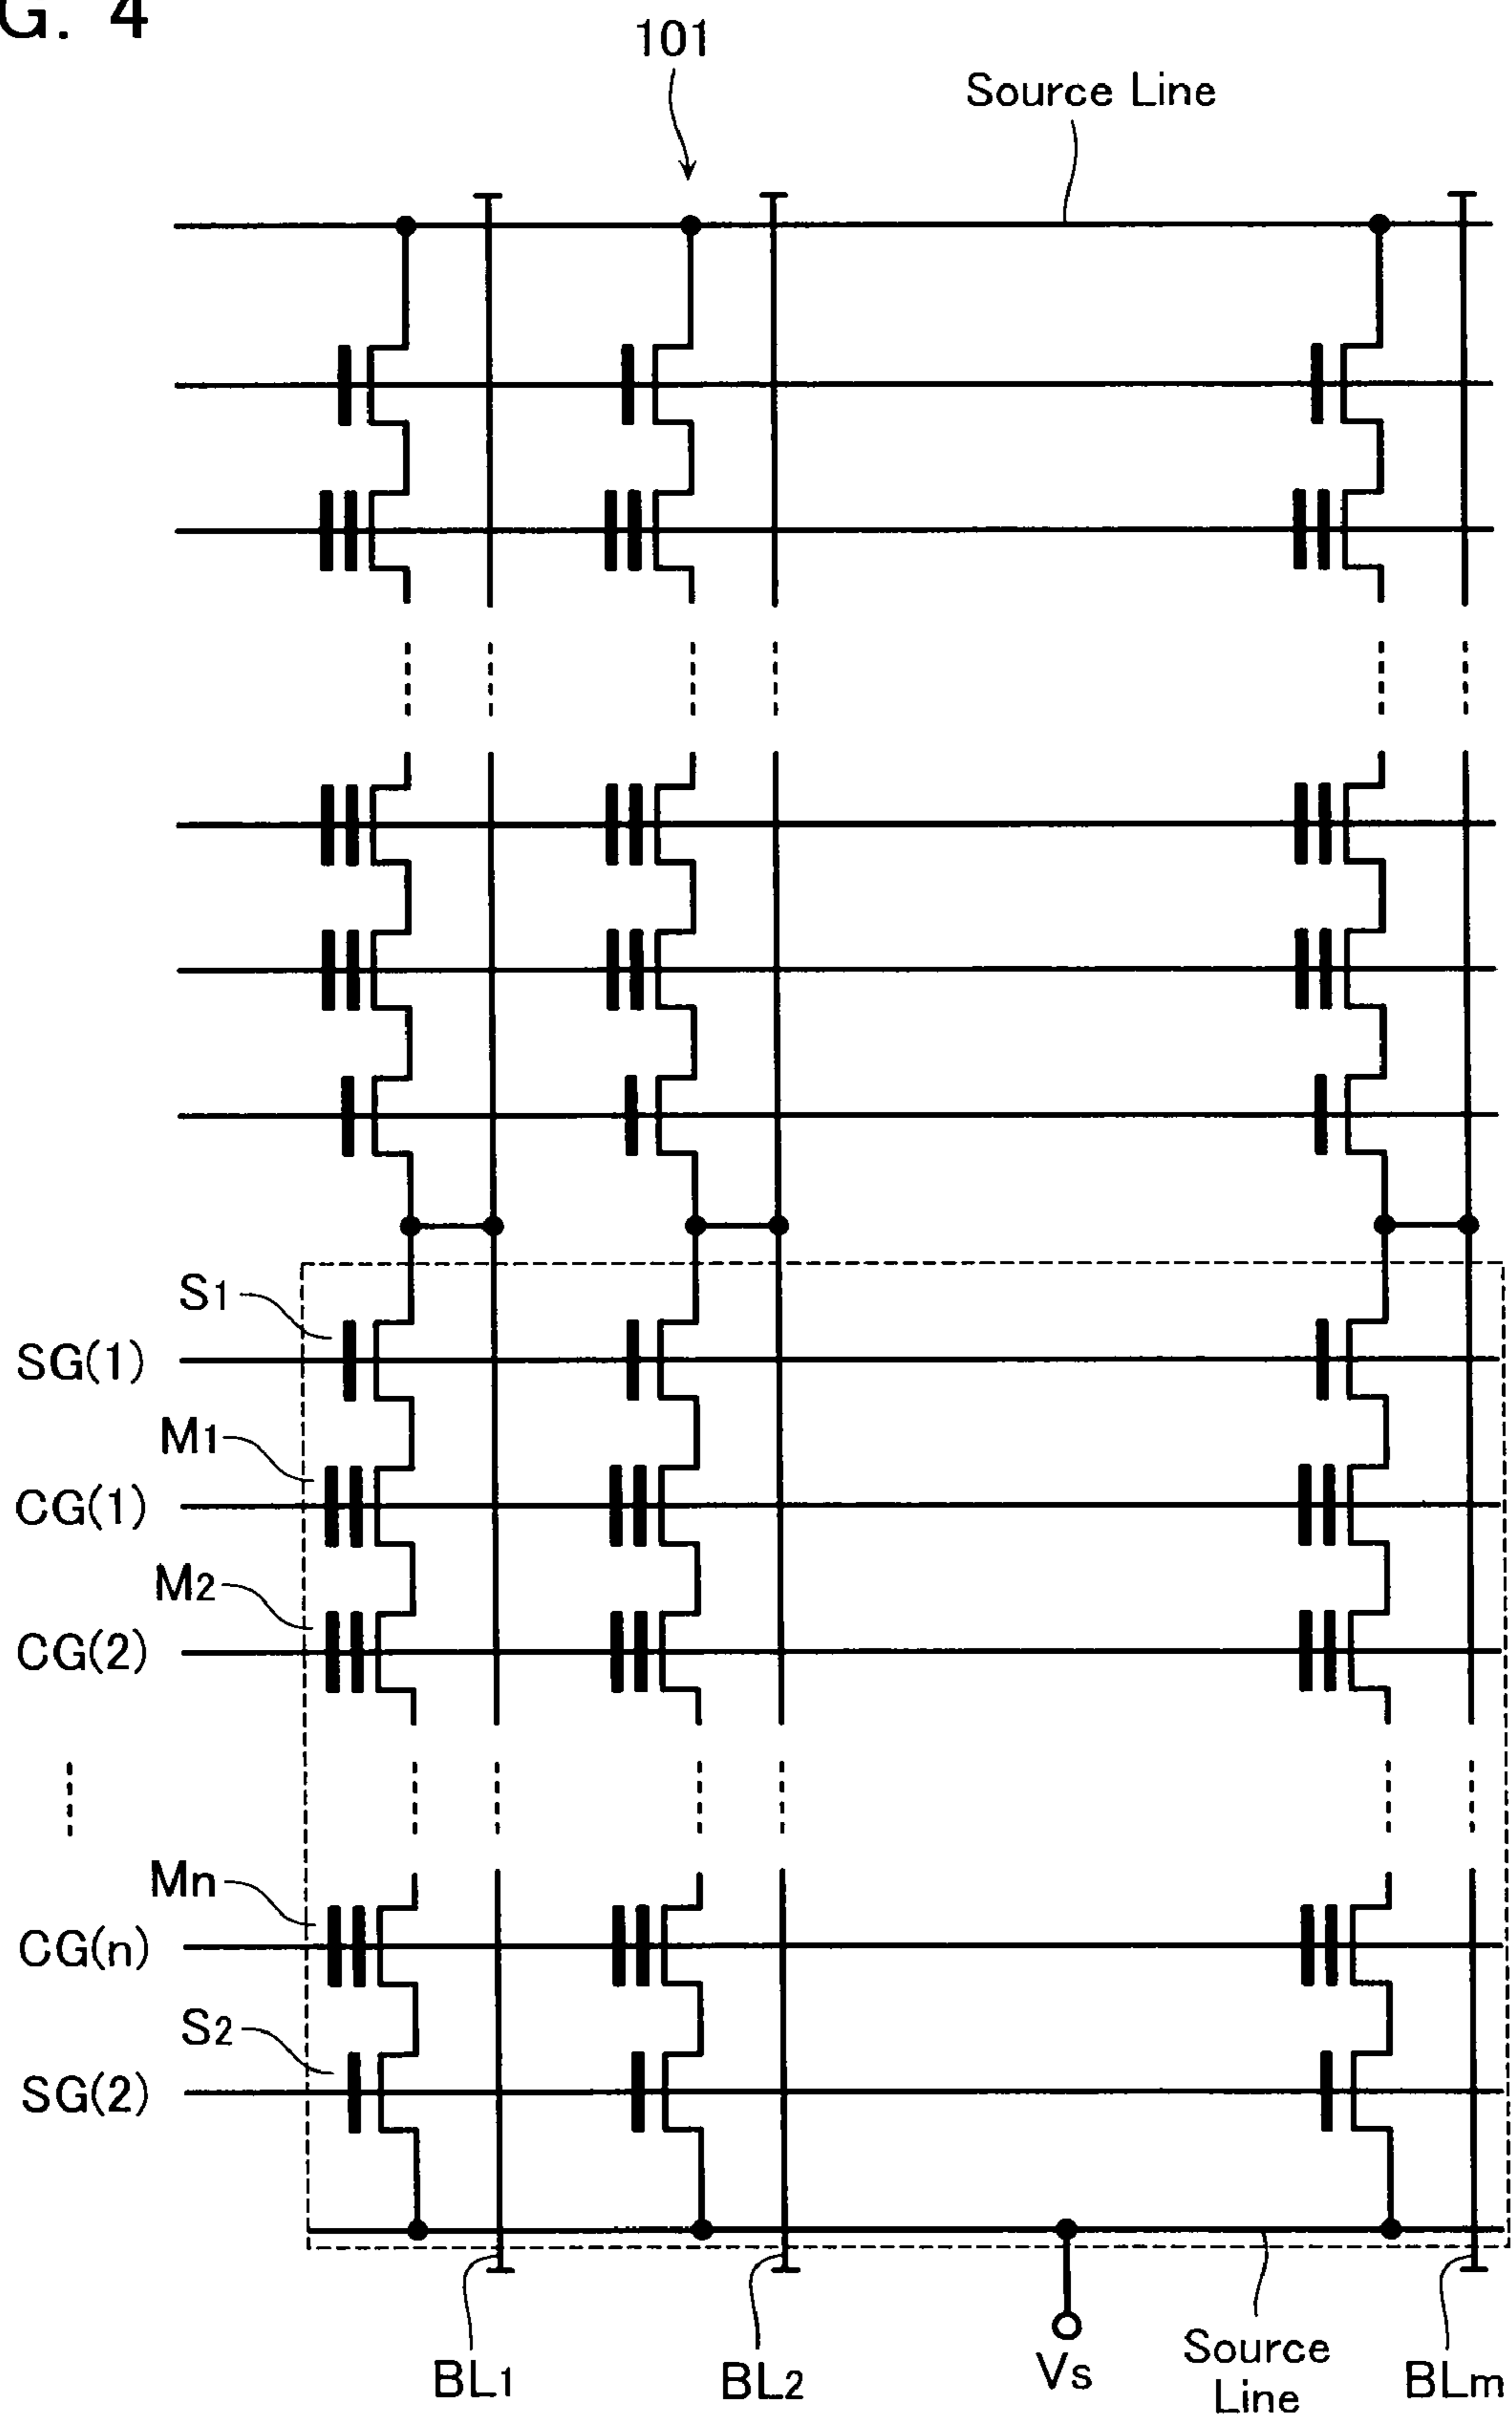 G. 4
101
Source Line
S1
SG(1)
M1
CG(1)
M2
CG(2)
Mn
CG(n)
S2
SG(2)
BL1
BL2
Vs
Source
Line
BLm